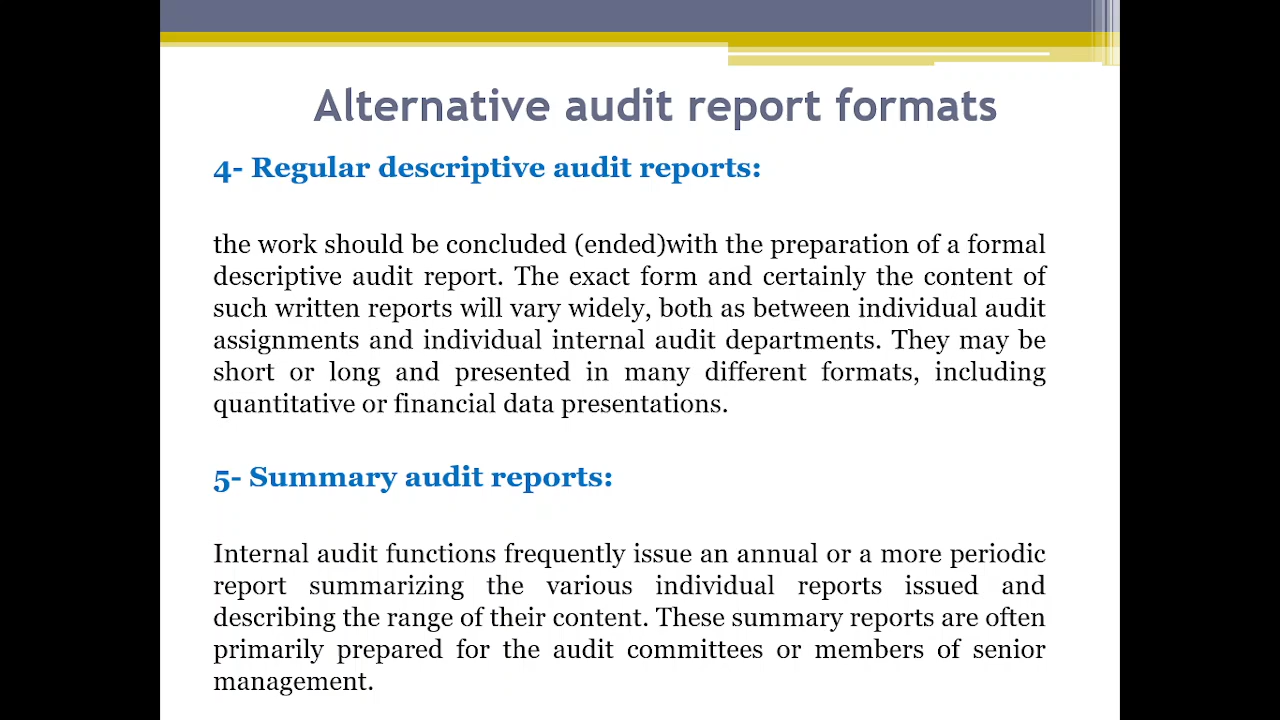 Alternative audit report formats
4- Regular descriptive audit reports:
the work should be concluded (ended)with the preparation of a formal
descriptive audit report. The exact form and certainly the content of
such written reports will vary widely, both as between individual audit
assignments and individual internal audit departments. They may be
short or long and presented in many different formats, including
quantitative or financial data presentations.
5- Summary audit reports:
Internal audit functions frequently issue an annual or a more periodic
report summarizing the various individual reports issued and
describing the range of their content. These summary reports are often
primarily prepared for the audit committees or members of senior
management.